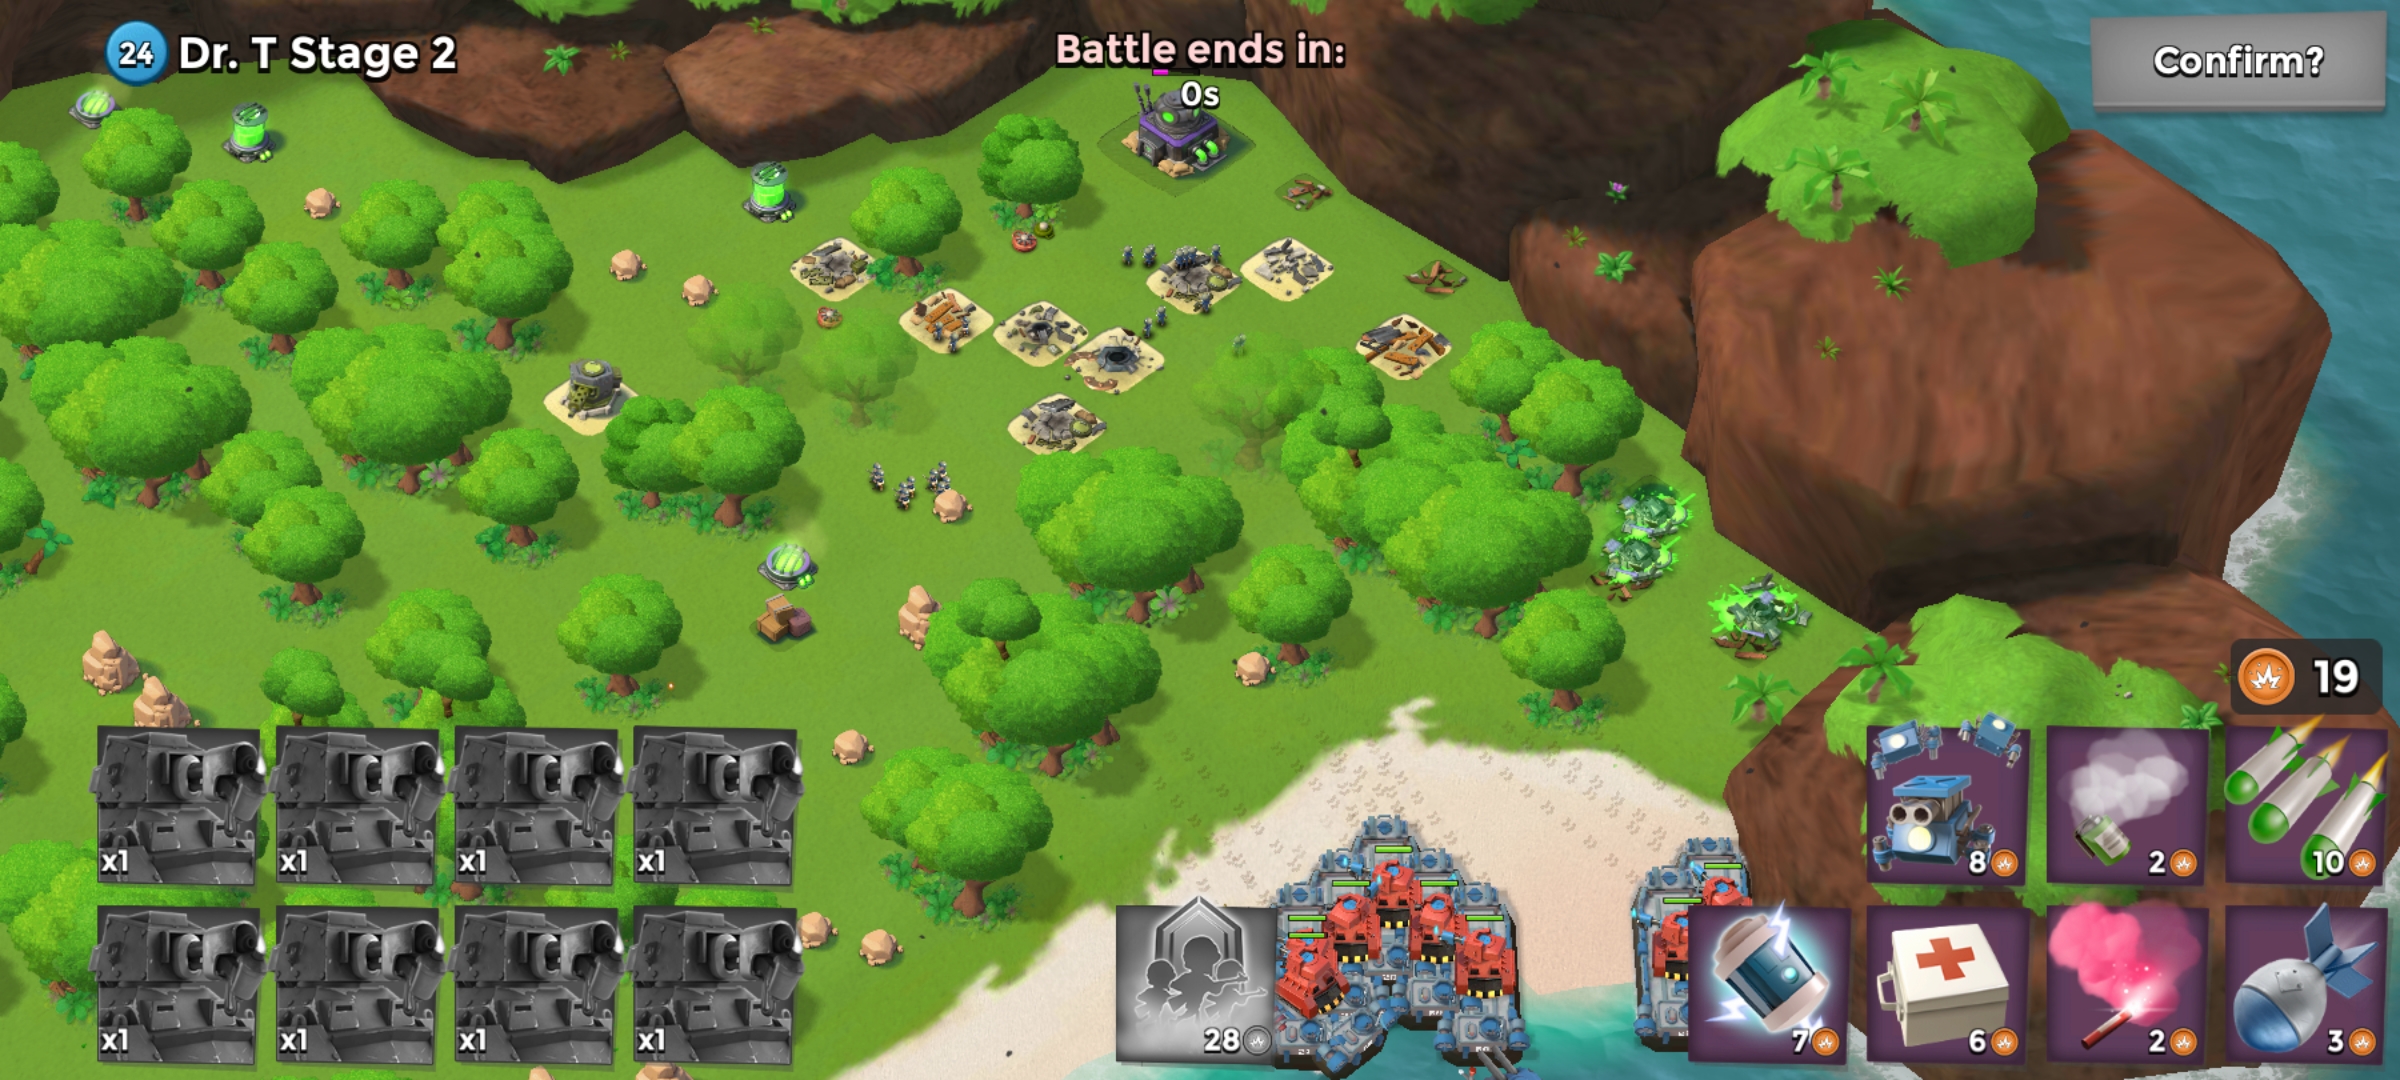 24 Dr. T Stage 2
Battle ends in:
0s
Confirm?
19
8
2
10
x1
x1
x1
x1
x1
x1
x1
x1
28
7
6
2
3